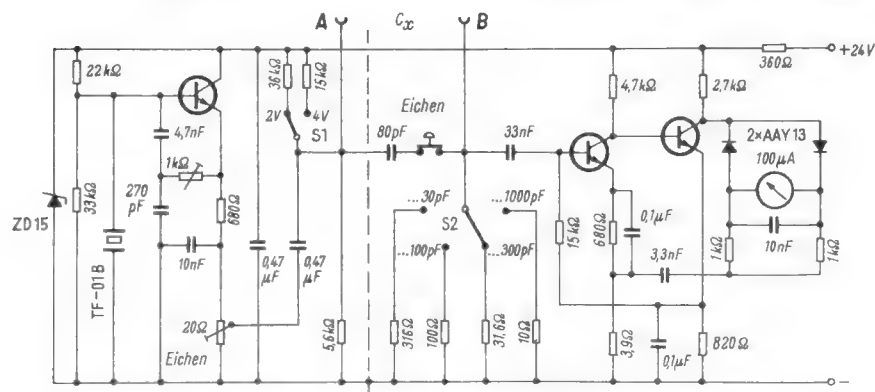 A
C_x
B
+24V
360Ω
22kΩ
36kΩ
15kΩ
4,7kΩ
2,7kΩ
2V
4V
S1
Eichen
80pF
33nF
2×AAY 13
100µA
4,7nF
1kΩ
270 pF
680Ω
10nF
ZD15
33kΩ
TF-01B
0,47 µF
0,47 µF
20Ω
Eichen
5,6kΩ
...30pF
...1000pF
S2
...100pF
...300pF
316Ω
100Ω
31,6Ω
10Ω
15kΩ
680Ω
0,1µF
3,3nF
1kΩ
10nF
1kΩ
3,9Ω
0,1µF
820Ω
−